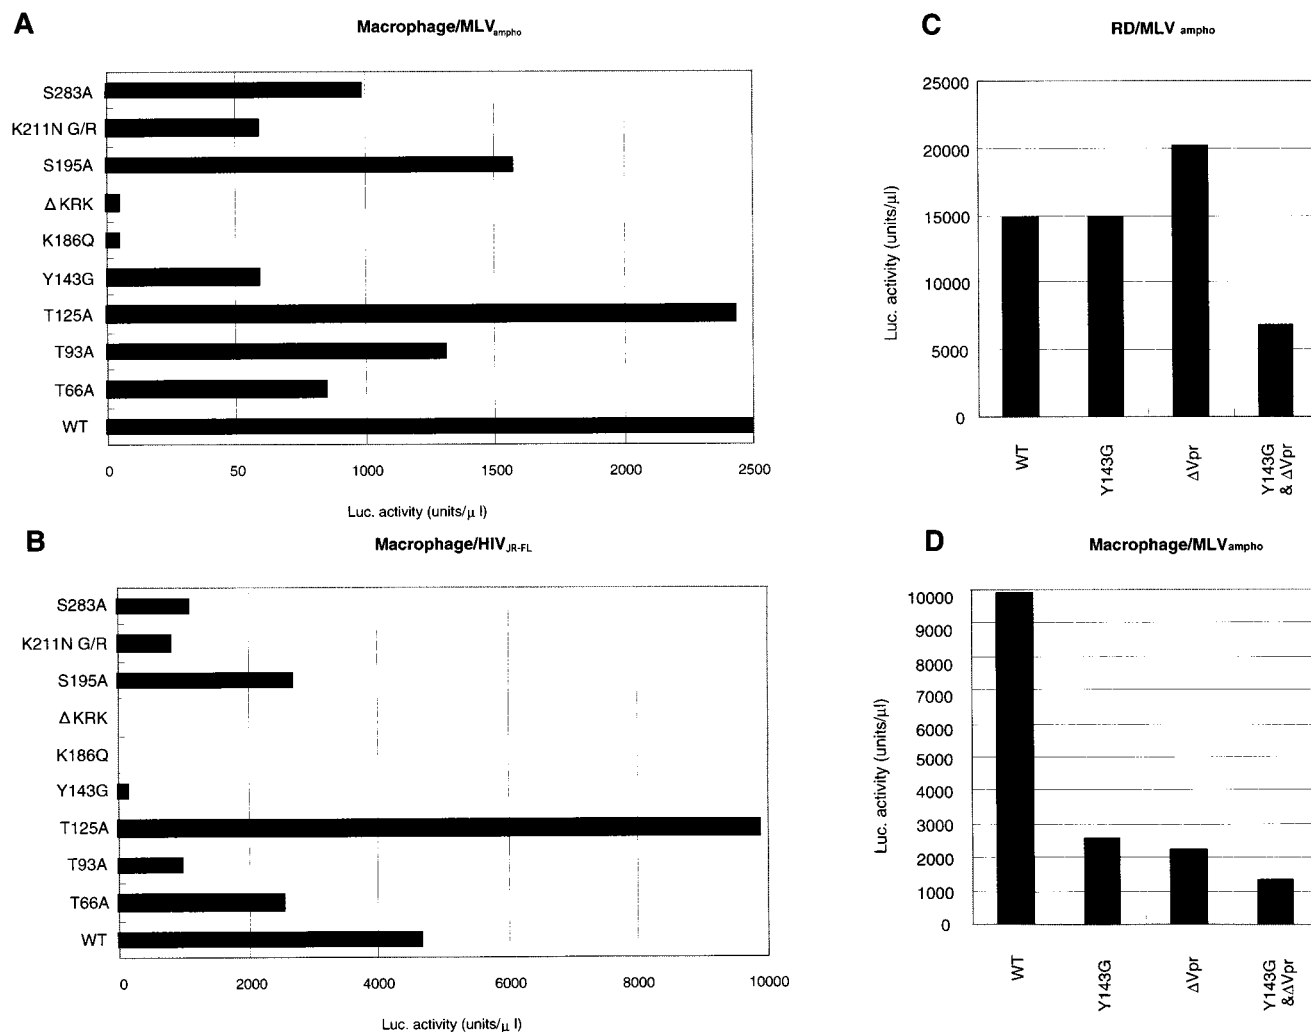 A
Macrophage/MLVampho
S283A
K211N G/R
S195A
Δ KRK
K186Q
Y143G
T125A
T93A
T66A
WT
0 50 1000 1500 2000 2500
Luc. activity (units/μ l)
B
Macrophage/HIVJR-FL
S283A
K211N G/R
S195A
Δ KRK
K186Q
Y143G
T125A
T93A
T66A
WT
0 2000 4000 6000 8000 10000
Luc. activity (units/μ l)
C
RD/MLV ampho
Luc. activity (units/μl)
25000
20000
15000
10000
5000
0
WT
Y143G
ΔVpr
Y143G
& ΔVpr
D
Macrophage/MLVampho
Luc. activity (units/μl)
10000
9000
8000
7000
6000
5000
4000
3000
2000
1000
0
WT
Y143G
ΔVpr
Y143G
&ΔVpr